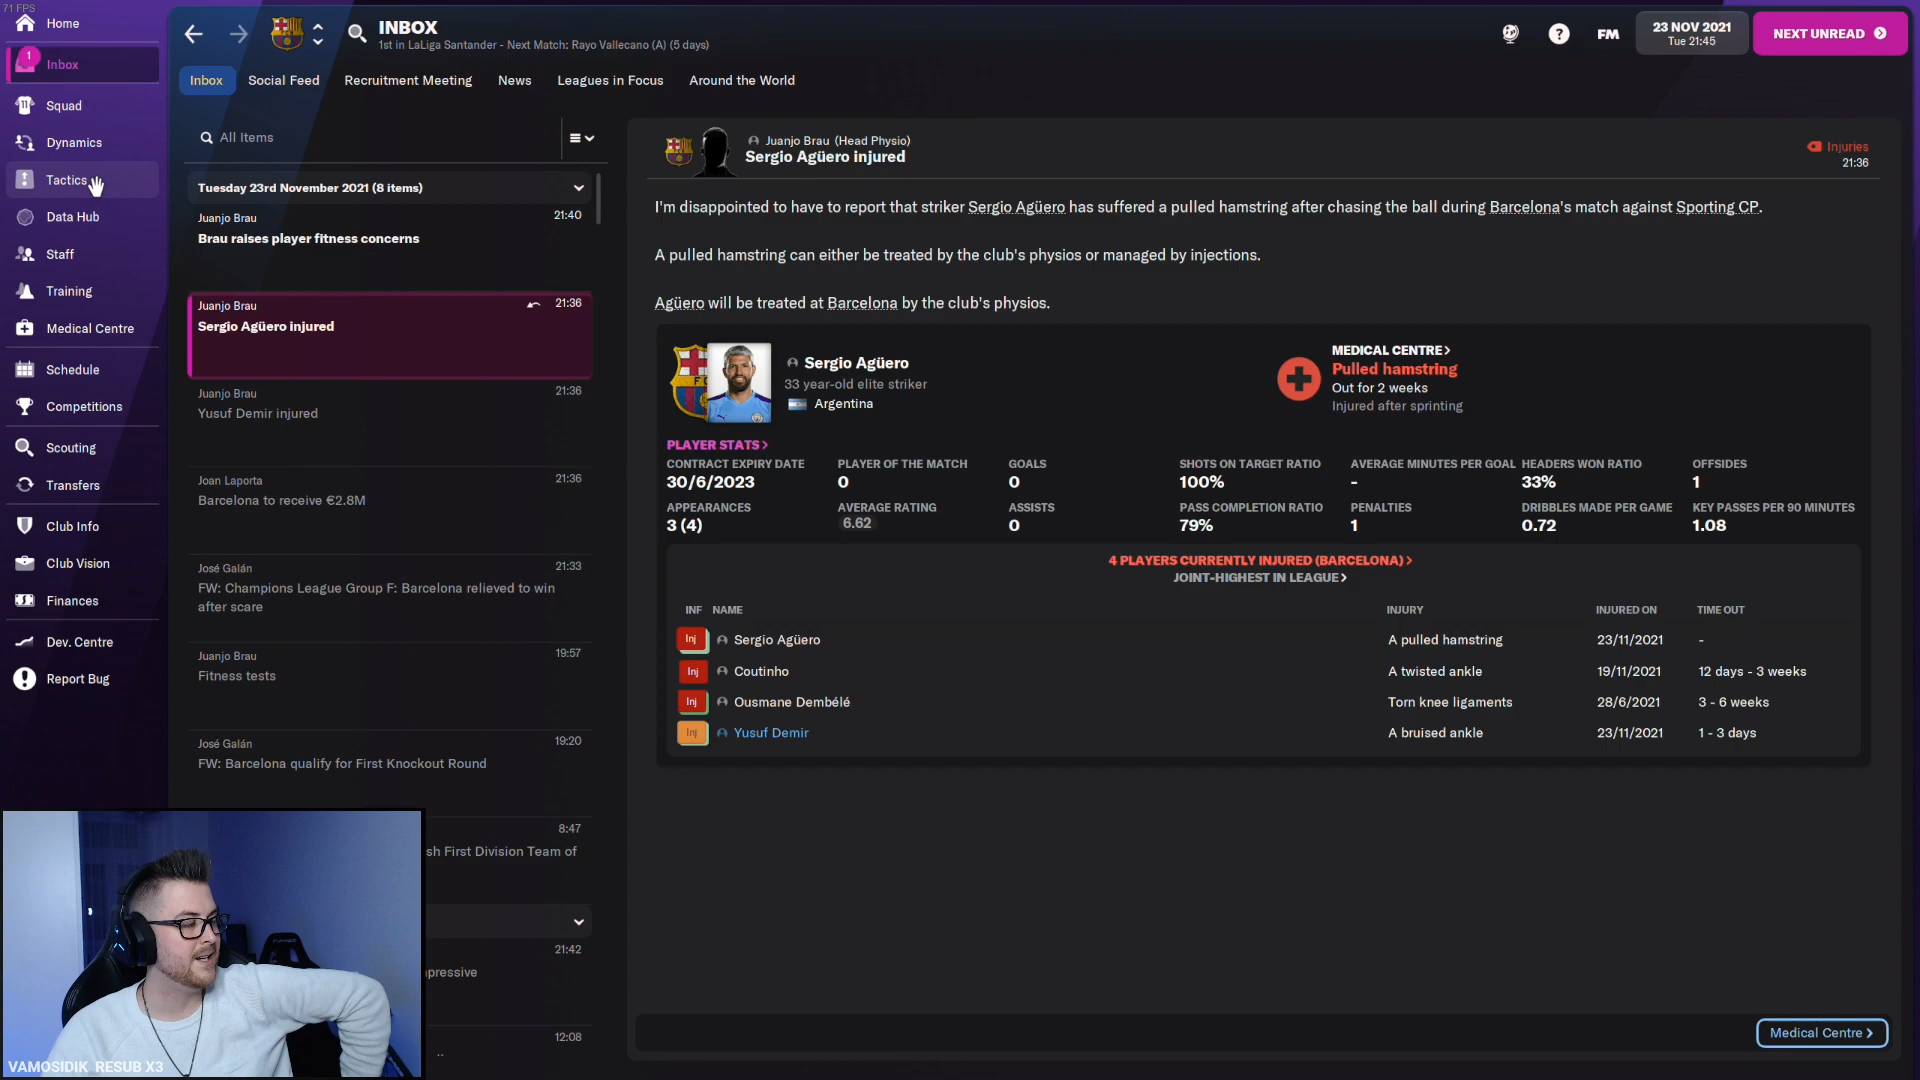 71 FPS
Home
1
Inbox
Squad
Dynamics
Tactics
Data Hub
Staff
Training
Medical Centre
Schedule
Competitions
Scouting
Transfers
Club Info
Club Vision
Finances
Dev. Centre
Report Bug
INBOX
1st in LaLiga Santander - Next Match: Rayo Vallecano (A) (5 days)
FM
23 NOV 2021
Tue 21:45
NEXT UNREAD
Inbox Social Feed Recruitment Meeting News Leagues in Focus Around the World
All Items
Tuesday 23rd November 2021 (8 items)
Juanjo Brau 21:40
Brau raises player fitness concerns
Juanjo Brau 21:36
Sergio Agüero injured
Juanjo Brau 21:36
Yusuf Demir injured
Joan Laporta 21:36
Barcelona to receive €2.8M
José Galán 21:33
FW: Champions League Group F: Barcelona relieved to win
after scare
Juanjo Brau 19:57
Fitness tests
José Galán 19:20
FW: Barcelona qualify for First Knockout Round
8:47
sh First Division Team of
21:42
pressive
12:08
..
Juanjo Brau (Head Physio)
Sergio Agüero injured
Injuries
21:36
I'm disappointed to have to report that striker Sergio Agüero has suffered a pulled hamstring after chasing the ball during Barcelona's match against Sporting CP.
A pulled hamstring can either be treated by the club's physios or managed by injections.
Agüero will be treated at Barcelona by the club's physios.
Sergio Agüero
33 year-old elite striker
Argentina
MEDICAL CENTRE>
Pulled hamstring
Out for 2 weeks
Injured after sprinting
PLAYER STATS>
CONTRACT EXPIRY DATE PLAYER OF THE MATCH GOALS SHOTS ON TARGET RATIO AVERAGE MINUTES PER GOAL HEADERS WON RATIO OFFSIDES
30/6/2023 0 0 100% - 33% 1
APPEARANCES AVERAGE RATING ASSISTS PASS COMPLETION RATIO PENALTIES DRIBBLES MADE PER GAME KEY PASSES PER 90 MINUTES
3 (4) 6.62 0 79% 1 0.72 1.08
4 PLAYERS CURRENTLY INJURED (BARCELONA)>
JOINT-HIGHEST IN LEAGUE>
INF NAME INJURY INJURED ON TIME OUT
Inj Sergio Agüero A pulled hamstring 23/11/2021 -
Inj Coutinho A twisted ankle 19/11/2021 12 days - 3 weeks
Inj Ousmane Dembélé Torn knee ligaments 28/6/2021 3 - 6 weeks
Inj Yusuf Demir A bruised ankle 23/11/2021 1 - 3 days
Medical Centre >
VAMOSIDIK RESUB X3